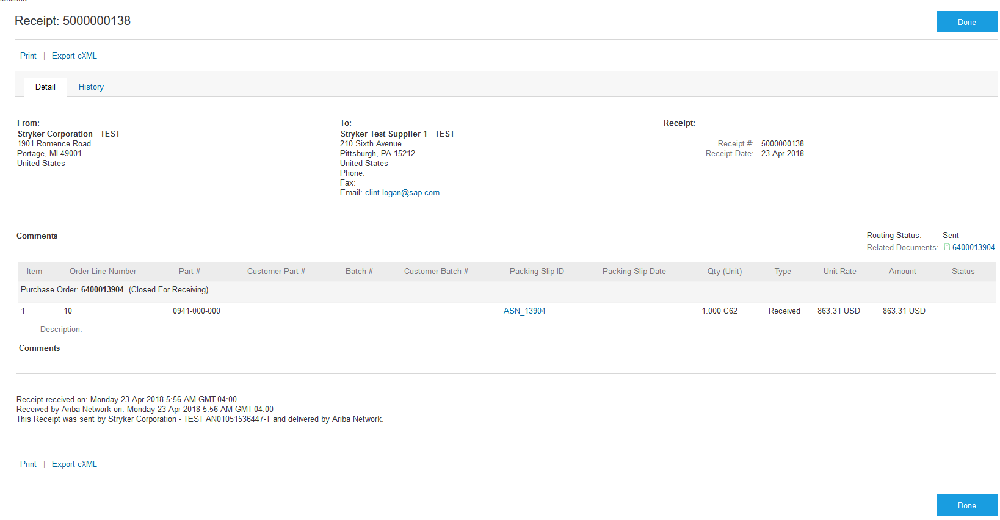 Receipt: 5000000138
Done
Print | Export cXML
Detail History
From:
Stryker Corporation - TEST
1901 Romence Road
Portage, MI 49001
United States
To:
Stryker Test Supplier 1 - TEST
210 Sixth Avenue
Pittsburgh, PA 15212
United States
Phone:
Fax:
Email: clint.logan@sap.com
Receipt:
Receipt #: 5000000138
Receipt Date: 23 Apr 2018
Comments
Routing Status: Sent
Related Documents: 6400013904
Item Order Line Number Part # Customer Part # Batch # Customer Batch # Packing Slip ID Packing Slip Date Qty (Unit) Type Unit Rate Amount Status
Purchase Order: 6400013904 (Closed For Receiving)
1 10 0941-000-000 ASN_13904 1.000 C62 Received 863.31 USD 863.31 USD
Description:
Comments
Receipt received on: Monday 23 Apr 2018 5:56 AM GMT-04:00
Received by Ariba Network on: Monday 23 Apr 2018 5:56 AM GMT-04:00
This Receipt was sent by Stryker Corporation - TEST AN01051536447-T and delivered by Ariba Network.
Print | Export cXML
Done